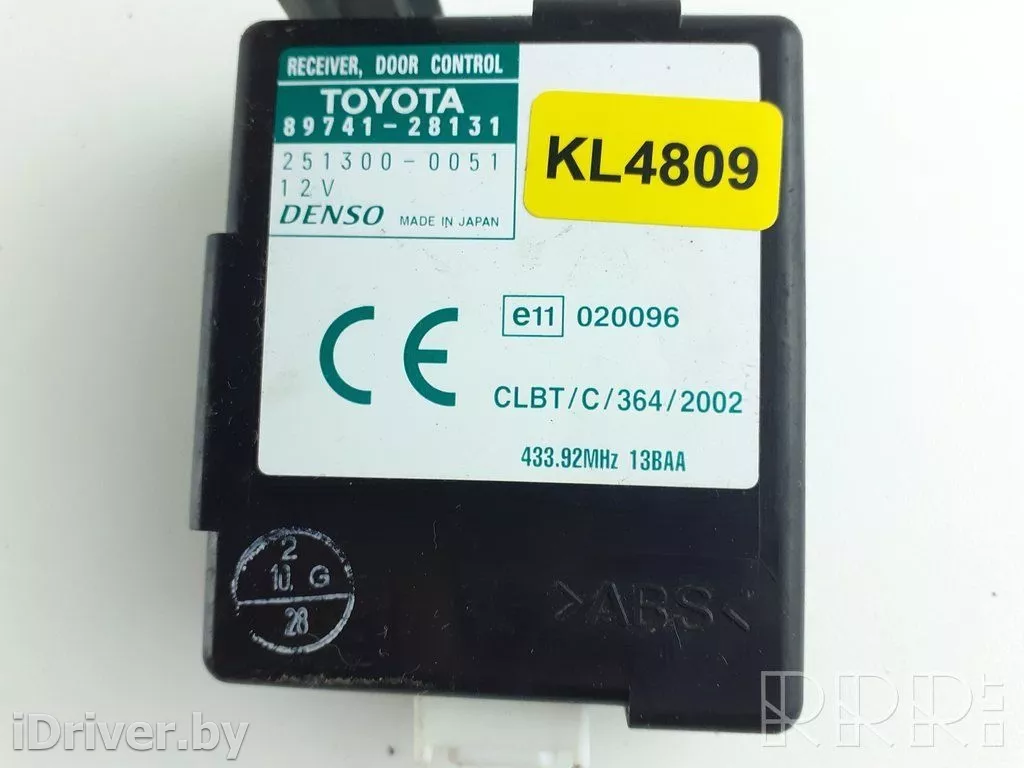 RECEIVER, DOOR CONTROL
TOYOTA
89741-28131
251300-0051
12V
DENSO MADE IN JAPAN
KL4809
CE
e11 020096
CLBT/C/364/2002
433.92MHz 13BAA
2
10. G
28
>ABS<
iDriver.by
RRR